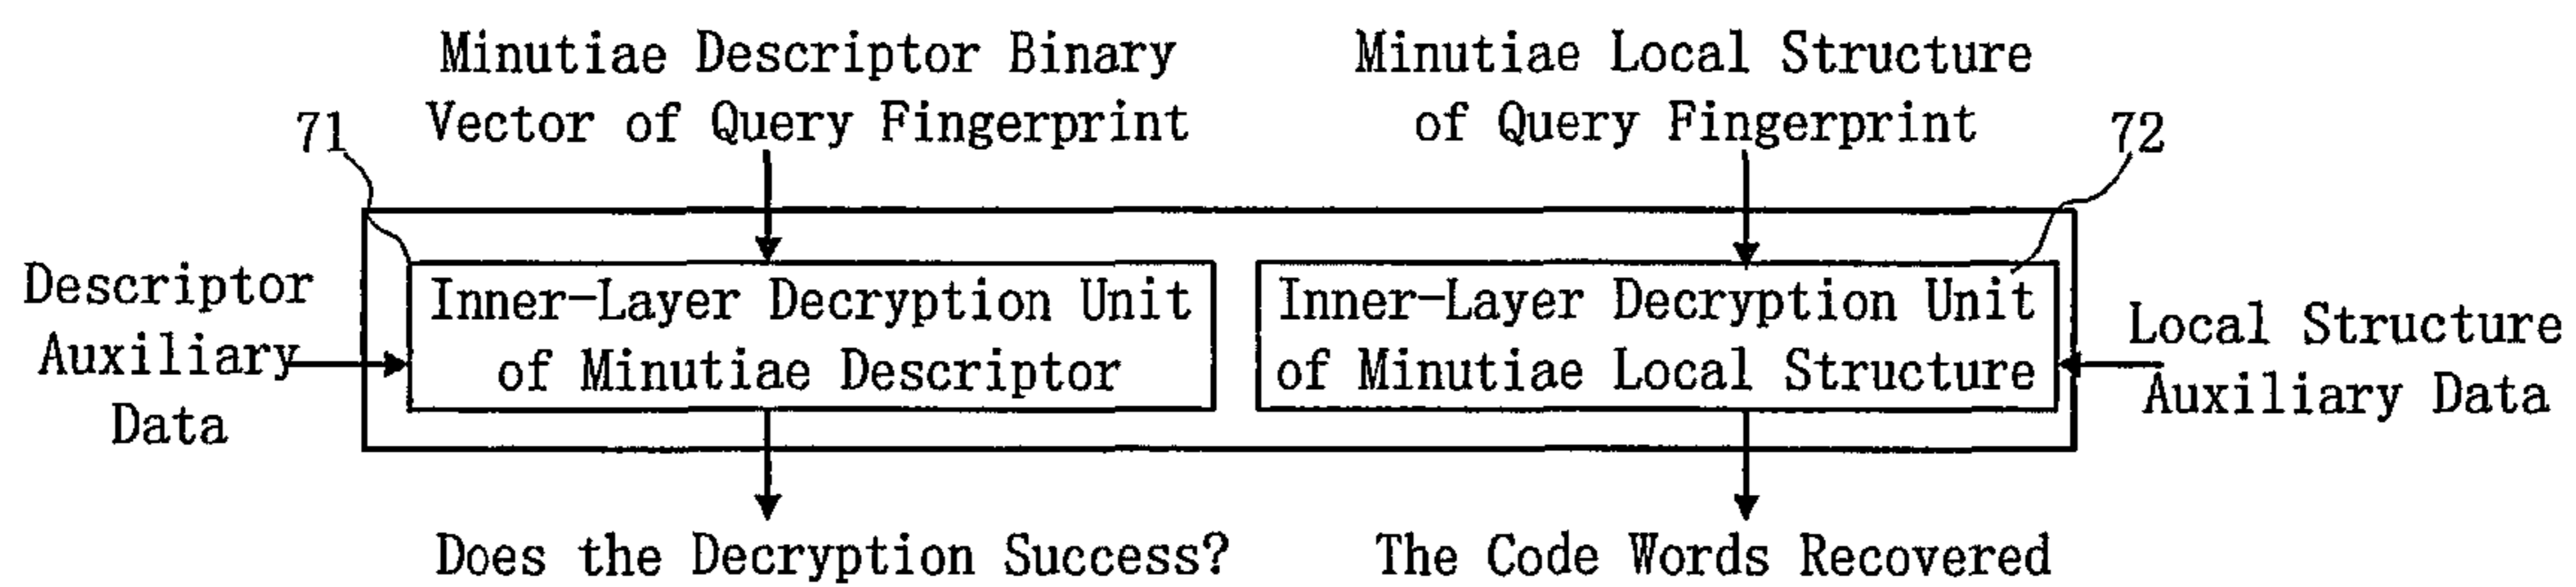 Minutiae Descriptor Binary
Vector of Query Fingerprint
Minutiae Local Structure
of Query Fingerprint
71
72
Descriptor
Auxiliary
Data
Inner-Layer Decryption Unit
of Minutiae Descriptor
Inner-Layer Decryption Unit
of Minutiae Local Structure
Local Structure
Auxiliary Data
Does the Decryption Success?
The Code Words Recovered